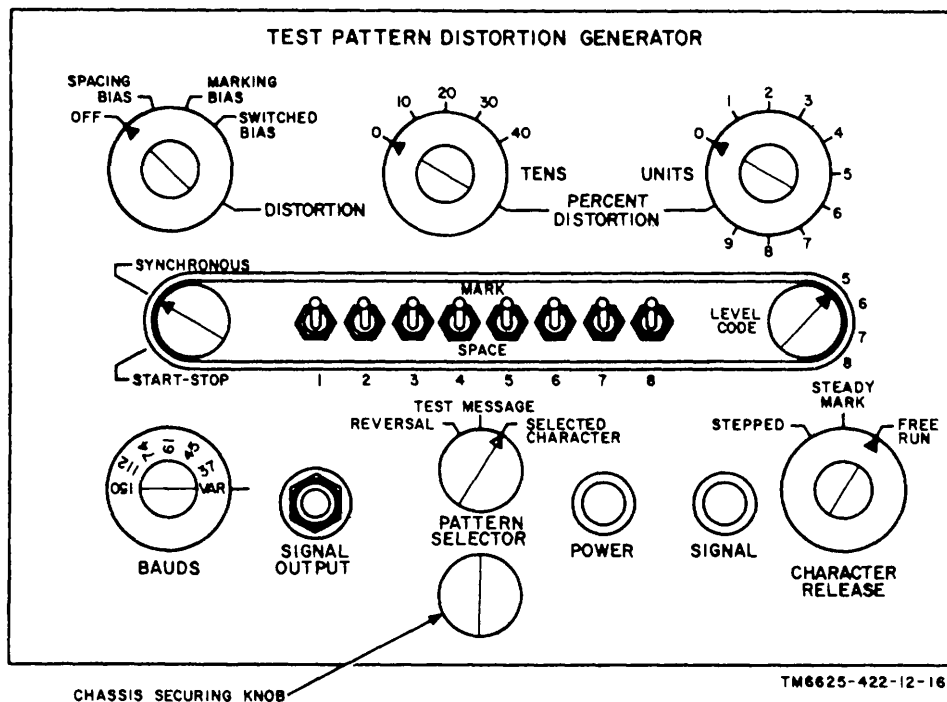 TEST PATTERN DISTORTION GENERATOR
OFF
SPACING
BIAS
MARKING
BIAS
SWITCHED
BIAS
DISTORTION
0
10
20
30
40
TENS
PERCENT
DISTORTION
UNITS
0
1
2
3
4
5
6
7
8
9
SYNCHRONOUS
START-STOP
MARK
SPACE
1 2 3 4 5 6 7 8
LEVEL
CODE
5
6
7
8
150
112
74
61
45
37
VAR
BAUDS
SIGNAL
OUTPUT
REVERSAL
TEST MESSAGE
SELECTED
CHARACTER
PATTERN
SELECTOR
POWER
SIGNAL
STEPPED
STEADY
MARK
FREE
RUN
CHARACTER
RELEASE
CHASSIS SECURING KNOB
TM6625-422-12-16